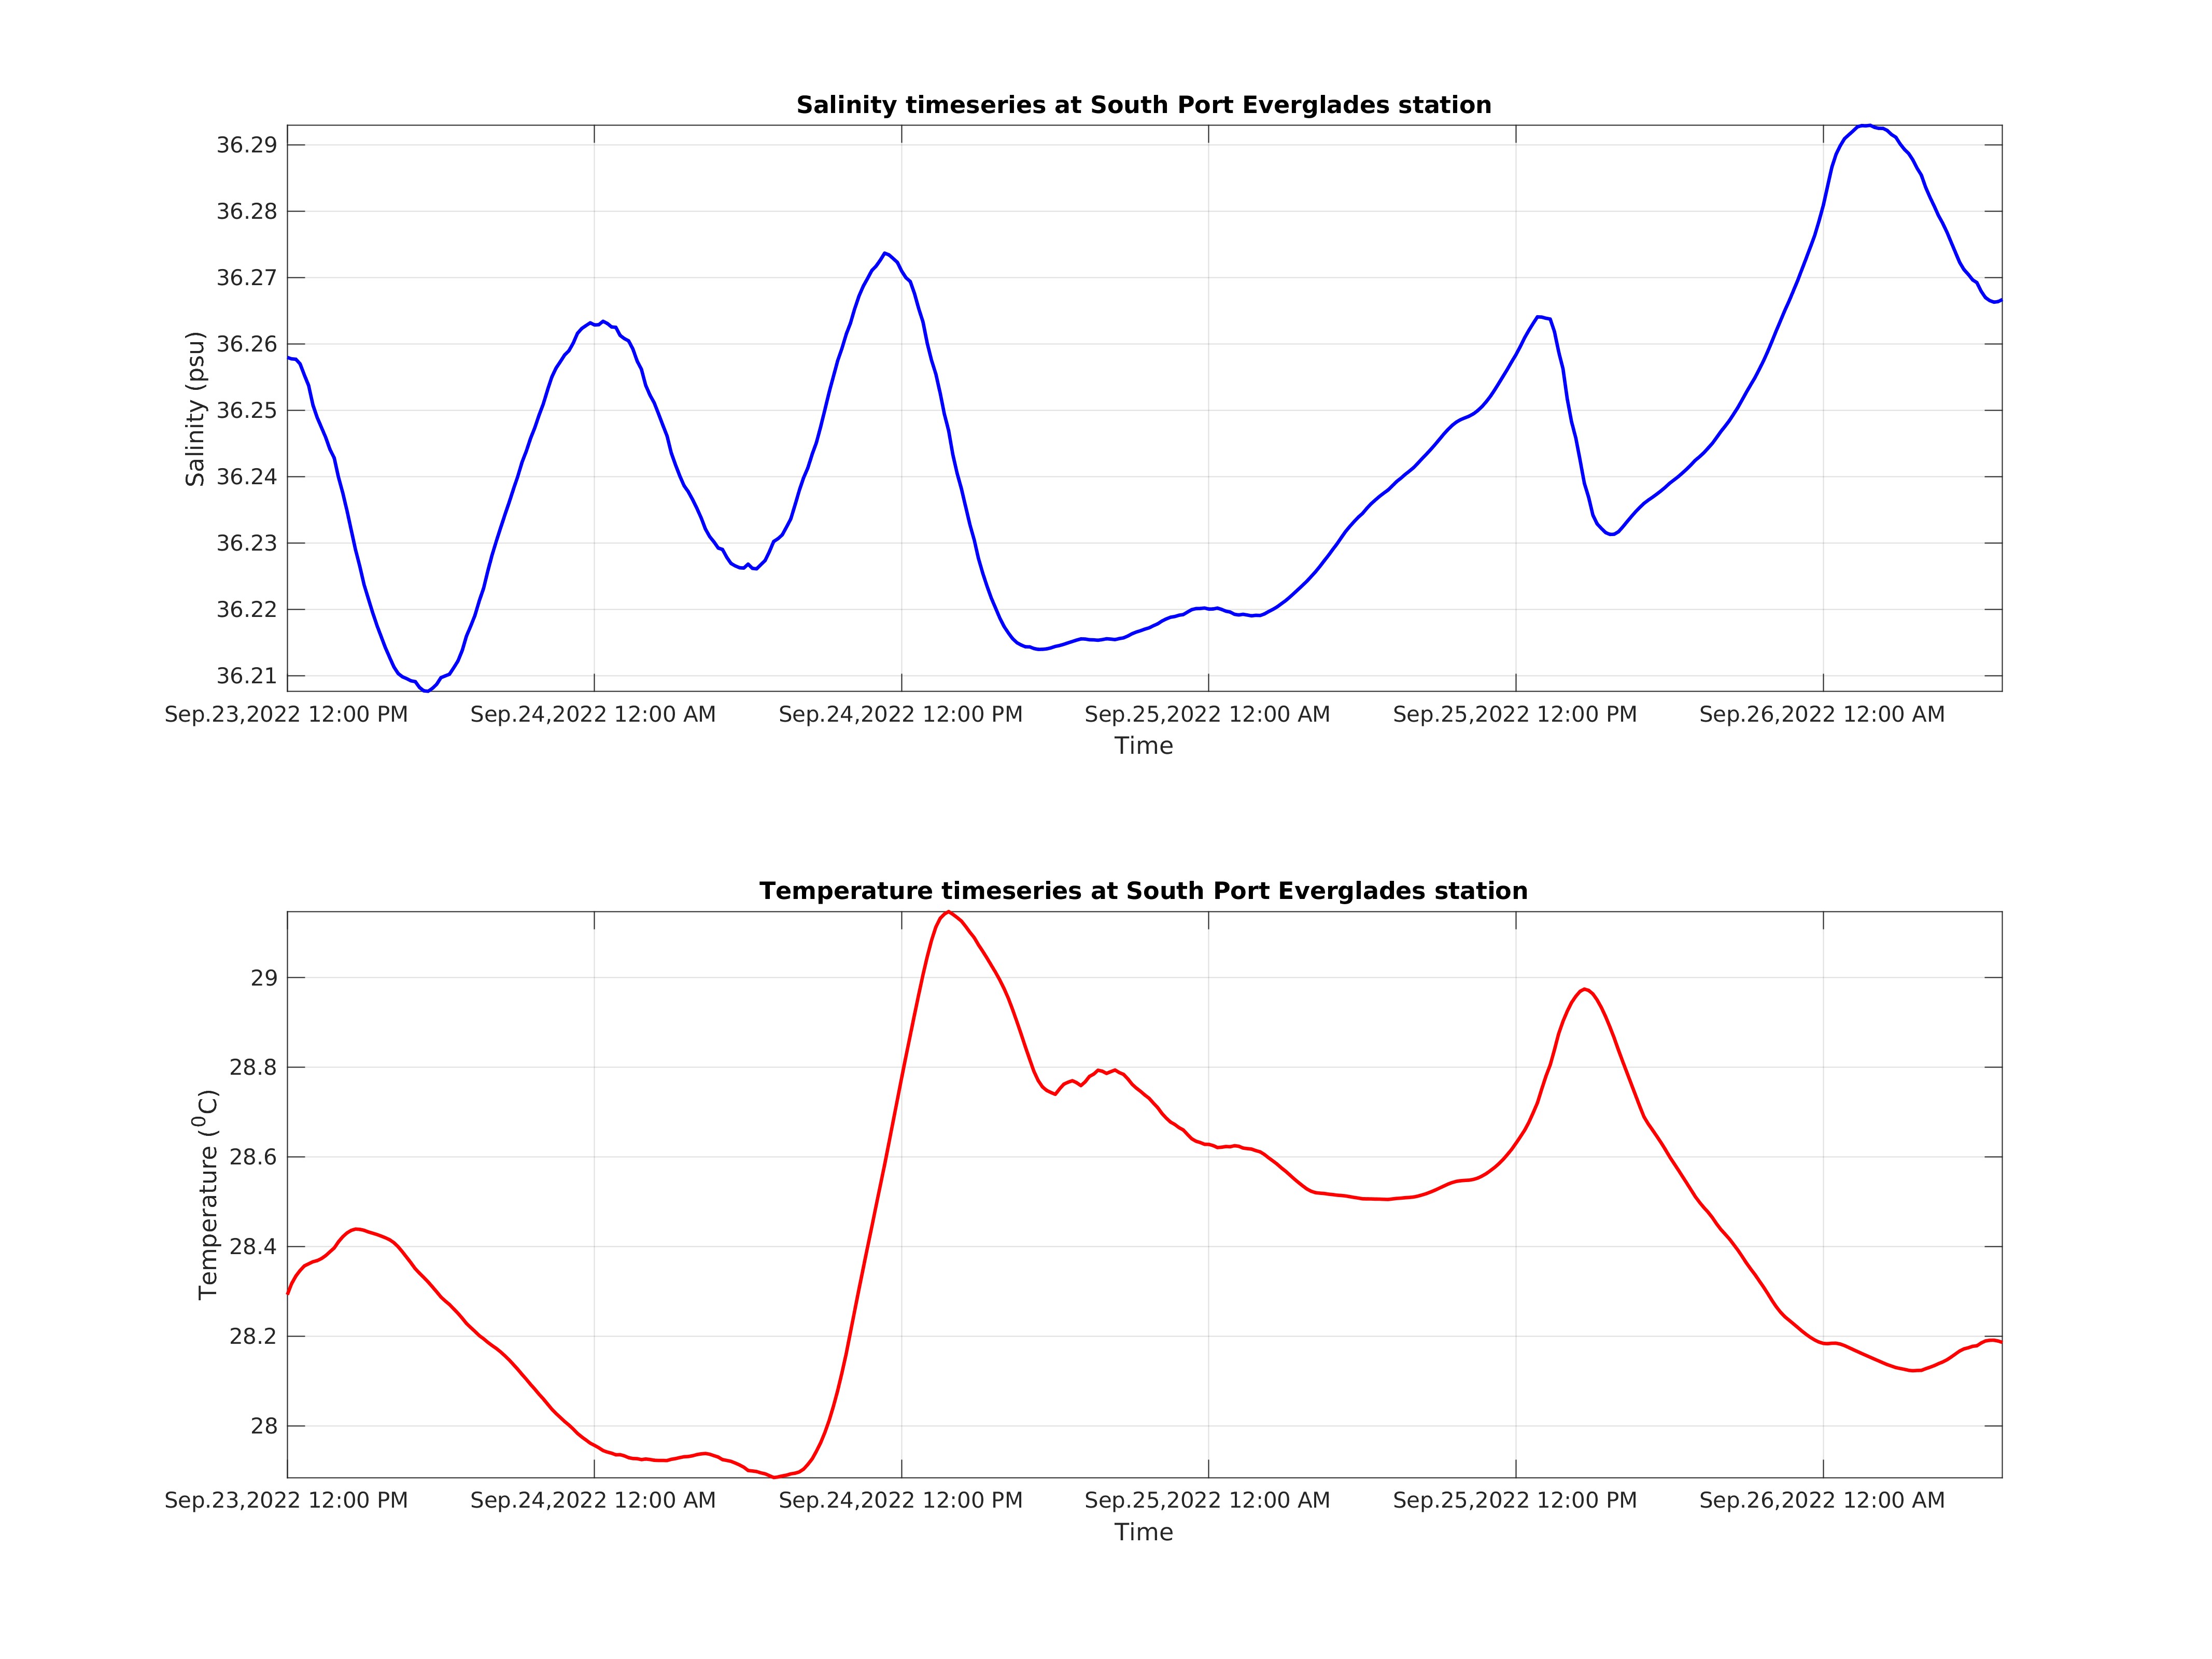 Salinity timeseries at South Port Everglades station
36.29
36.28
36.27
36.26
36.25
36.24
36.23
36.22
36.21
Salinity (psu)
Sep.23,2022 12:00 PM Sep.24,2022 12:00 AM Sep.24,2022 12:00 PM Sep.25,2022 12:00 AM Sep.25,2022 12:00 PM Sep.26,2022 12:00 AM
Time
Temperature timeseries at South Port Everglades station
29
28.8
28.6
28.4
28.2
28
Temperature (⁰C)
Sep.23,2022 12:00 PM Sep.24,2022 12:00 AM Sep.24,2022 12:00 PM Sep.25,2022 12:00 AM Sep.25,2022 12:00 PM Sep.26,2022 12:00 AM
Time